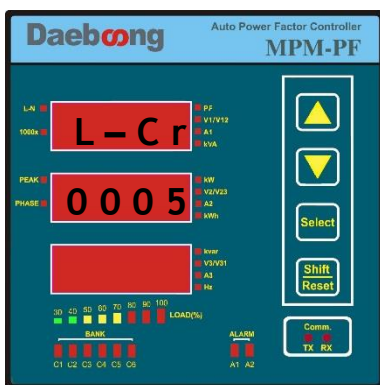 Daeboong
Auto Power Factor Controller
MPM-PF
L-N
1000x
L-Cr
PF
V1/V12
A1
kVA
PEAK
PHASE
0005
kW
V2/V23
A2
kWh
kvar
V3/V31
A3
Hz
Select
Shift
Reset
30 40 50 60 70 80 90 100 LOAD(%)
BANK
C1 C2 C3 C4 C5 C6
ALARM
A1 A2
Comm.
TX RX